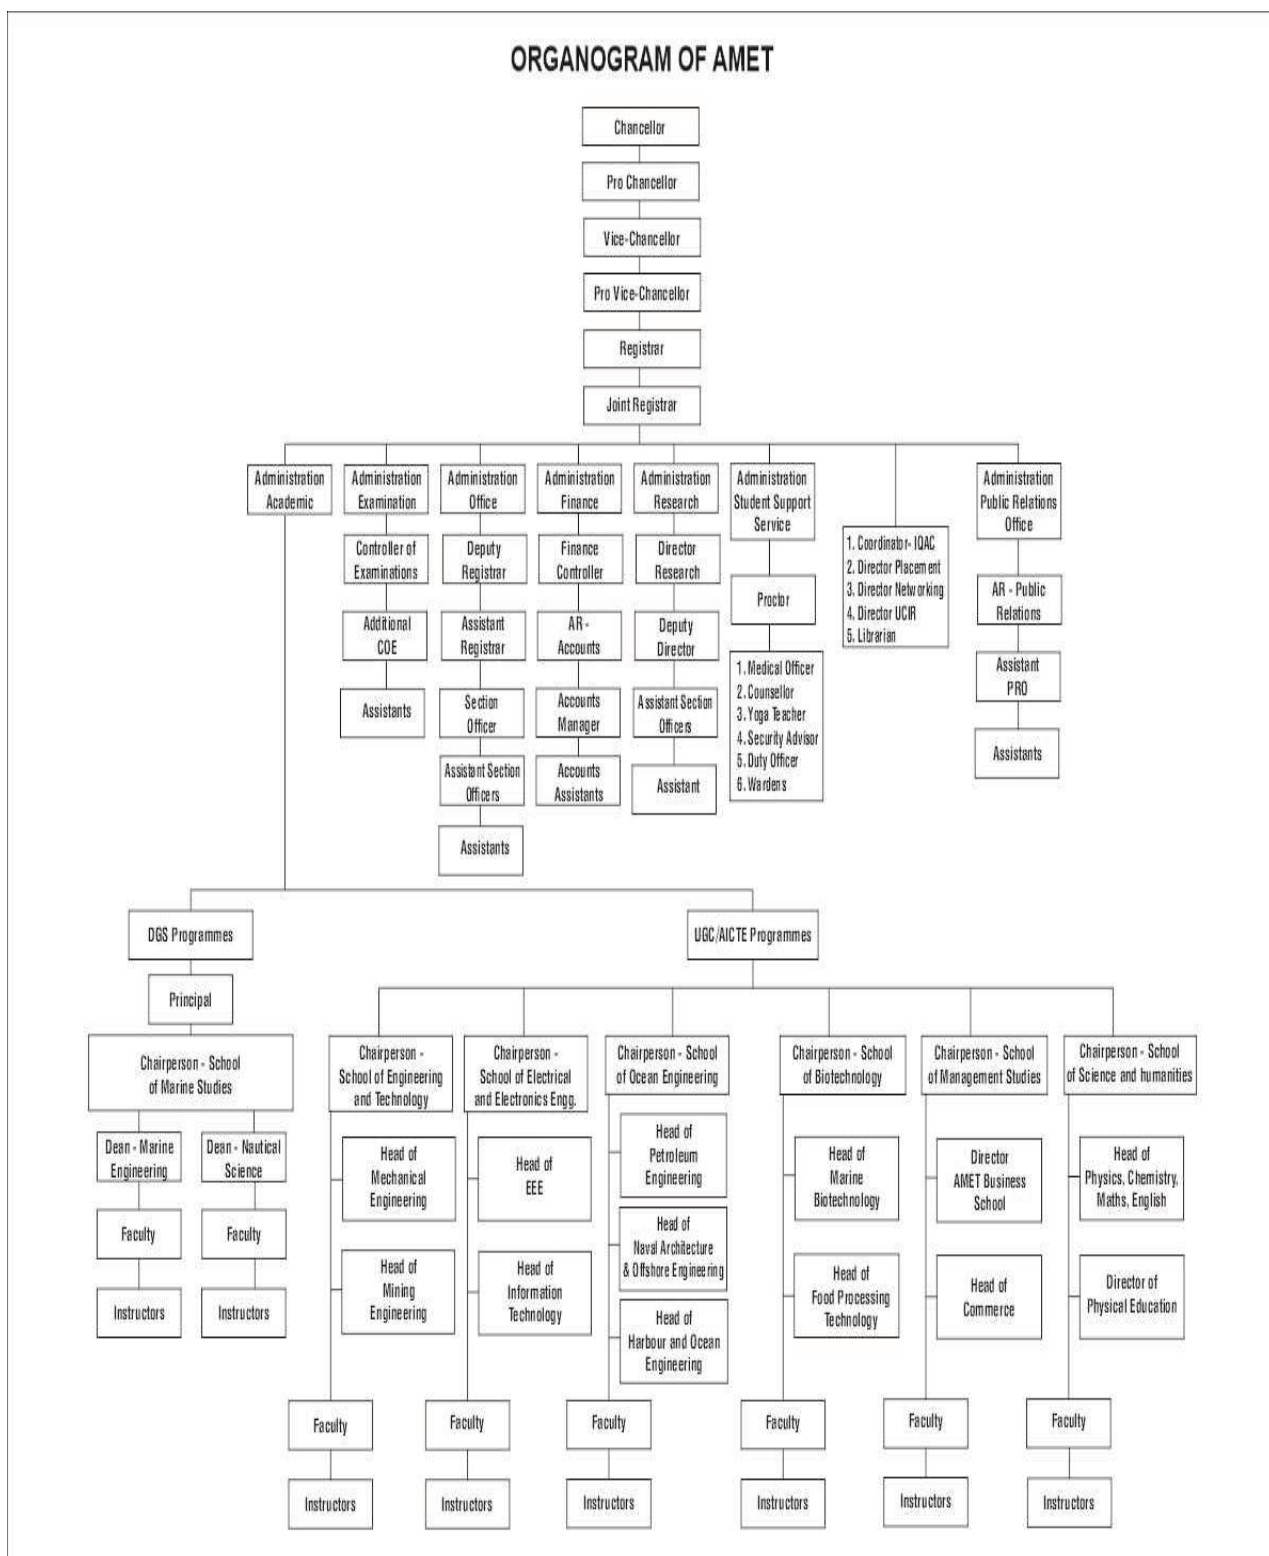 ORGANOGRAM OF AMET
Chancellor
Pro Chancellor
Vice-Chancellor
Pro Vice-Chancellor
Registrar
Joint Registrar
Administration
Academic
Administration
Examination
Controller of
Examinations
Additional
COE
Assistants
Administration
Office
Deputy
Registrar
Assistant
Registrar
Section
Officer
Assistant Section
Officers
Assistants
Administration
Finance
Finance
Controller
AR -
Accounts
Accounts
Manager
Accounts
Assistants
Administration
Research
Director
Research
Deputy
Director
Assistant Section
Officers
Assistant
Administration
Student Support
Service
Proctor
1. Medical Officer
2. Counsellor
3. Yoga Teacher
4. Security Advisor
5. Duty Officer
6. Wardens
1. Coordinator- IQAC
2. Director Placement
3. Director Networking
4. Director UCIR
5. Librarian
Administration
Public Relations
Office
AR - Public
Relations
Assistant
PRO
Assistants
DGS Programmes
Principal
Chairperson - School
of Marine Studies
Dean - Marine
Engineering
Faculty
Instructors
Dean - Nautical
Science
Faculty
Instructors
UGC/AICTE Programmes
Chairperson -
School of Engineering
and Technology
Head of
Mechanical
Engineering
Head of
Mining
Engineering
Faculty
Instructors
Chairperson -
School of Electrical
and Electronics Engg.
Head of
EEE
Head of
Information
Technology
Faculty
Instructors
Chairperson - School
of Ocean Engineering
Head of
Petroleum
Engineering
Head of
Naval Architecture
& Offshore Engineering
Head of
Harbour and Ocean
Engineering
Faculty
Instructors
Chairperson - School
of Biotechnology
Head of
Marine
Biotechnology
Head of
Food Processing
Technology
Faculty
Instructors
Chairperson - School
of Management Studies
Director
AMET Business
School
Head of
Commerce
Faculty
Instructors
Chairperson - School
of Science and humanities
Head of
Physics, Chemistry,
Maths, English
Director of
Physical Education
Faculty
Instructors